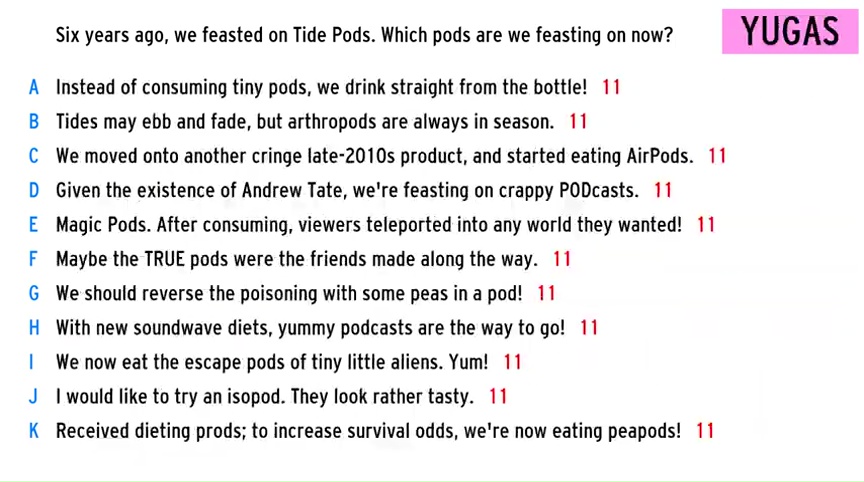 Six years ago, we feasted on Tide Pods. Which pods are we feasting on now?
YUGAS
A Instead of consuming tiny pods, we drink straight from the bottle! 11
B Tides may ebb and fade, but arthropods are always in season. 11
C We moved onto another cringe late-2010s product, and started eating AirPods. 11
D Given the existence of Andrew Tate, we're feasting on crappy PODcasts. 11
E Magic Pods. After consuming, viewers teleported into any world they wanted! 11
F Maybe the TRUE pods were the friends made along the way. 11
G We should reverse the poisoning with some peas in a pod! 11
H With new soundwave diets, yummy podcasts are the way to go! 11
I We now eat the escape pods of tiny little aliens. Yum! 11
J I would like to try an isopod. They look rather tasty. 11
K Received dieting prods; to increase survival odds, we're now eating peapods! 11